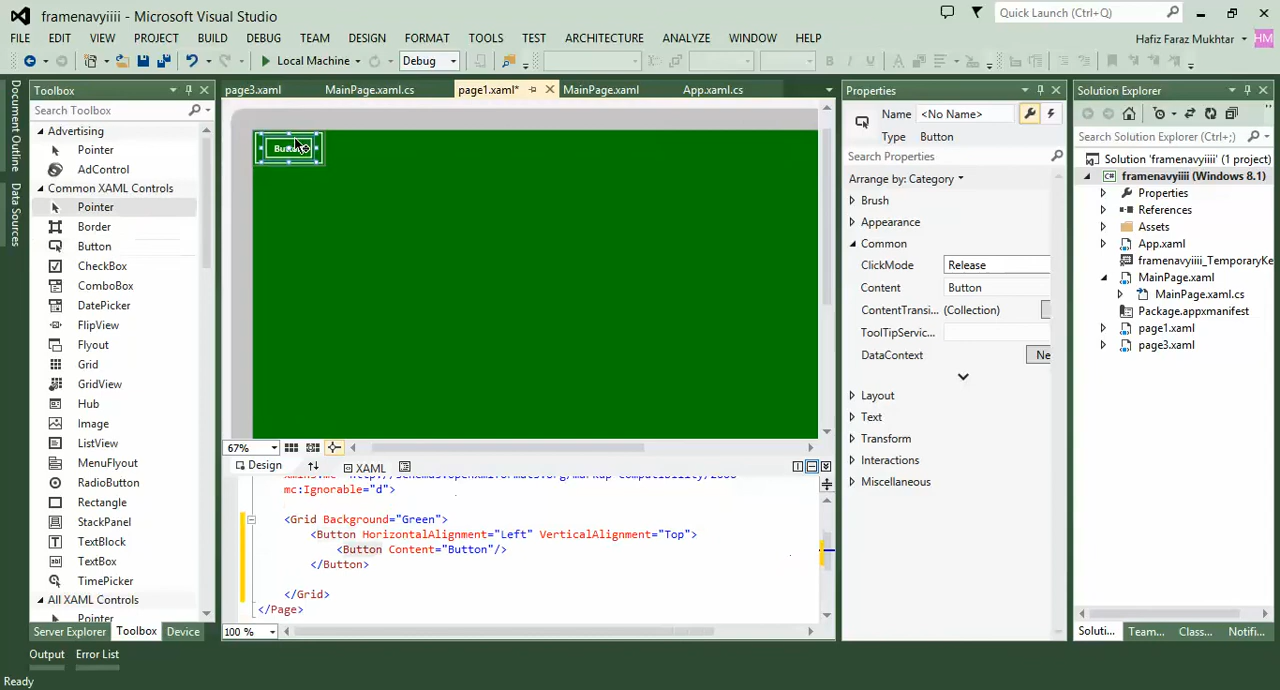 framenavyiiii - Microsoft Visual Studio
Quick Launch (Ctrl+Q)
FILE EDIT VIEW PROJECT BUILD DEBUG TEAM DESIGN FORMAT TOOLS TEST ARCHITECTURE ANALYZE WINDOW HELP
Hafiz Faraz Mukhtar HM
Local Machine Debug
Document Outline
Data Sources
Toolbox
Search Toolbox
Advertising
Pointer
AdControl
Common XAML Controls
Pointer
Border
Button
CheckBox
ComboBox
DatePicker
FlipView
Flyout
Grid
GridView
Hub
Image
ListView
MenuFlyout
RadioButton
Rectangle
StackPanel
TextBlock
TextBox
TimePicker
All XAML Controls
Pointer
Server Explorer Toolbox Device
page3.xaml MainPage.xaml.cs page1.xaml* MainPage.xaml App.xaml.cs
67%
Design XAML
mc:Ignorable="d">
<Grid Background="Green">
<Button HorizontalAlignment="Left" VerticalAlignment="Top">
<Button Content="Button"/>
</Button>
</Grid>
</Page>
100 %
Properties
Name <No Name>
Type Button
Search Properties
Arrange by: Category
Brush
Appearance
Common
ClickMode Release
Content Button
ContentTransi... (Collection)
ToolTipServic...
DataContext Ne
Layout
Text
Transform
Interactions
Miscellaneous
Solution Explorer
Search Solution Explorer (Ctrl+;)
Solution 'framenavyiiii' (1 project)
C# framenavyiiii (Windows 8.1)
Properties
References
Assets
App.xaml
framenavyiiii_TemporaryKe
MainPage.xaml
MainPage.xaml.cs
Package.appxmanifest
page1.xaml
page3.xaml
Soluti... Team... Class... Notifi...
Output Error List
Ready